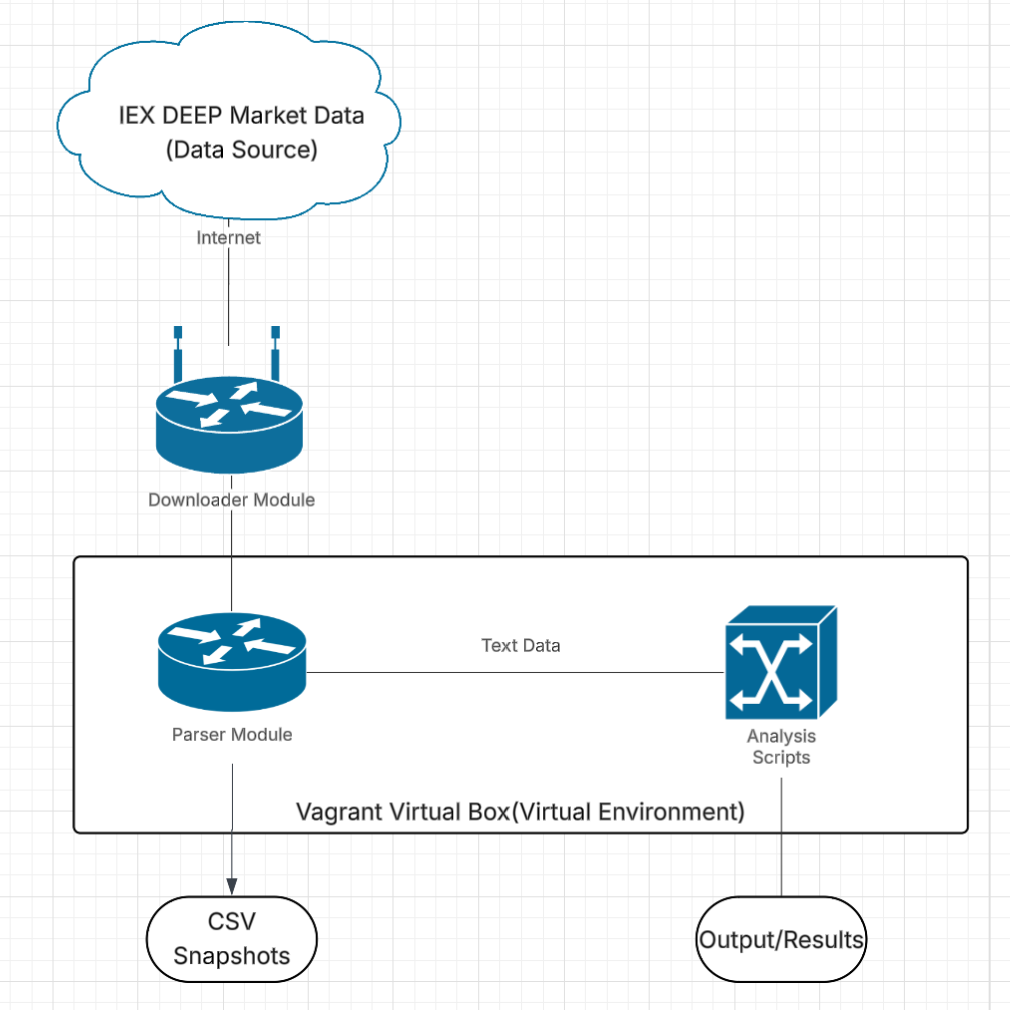 IEX DEEP Market Data
(Data Source)
Internet
Downloader Module
Text Data
Parser Module
Analysis
Scripts
Vagrant Virtual Box(Virtual Environment)
CSV
Snapshots
Output/Results